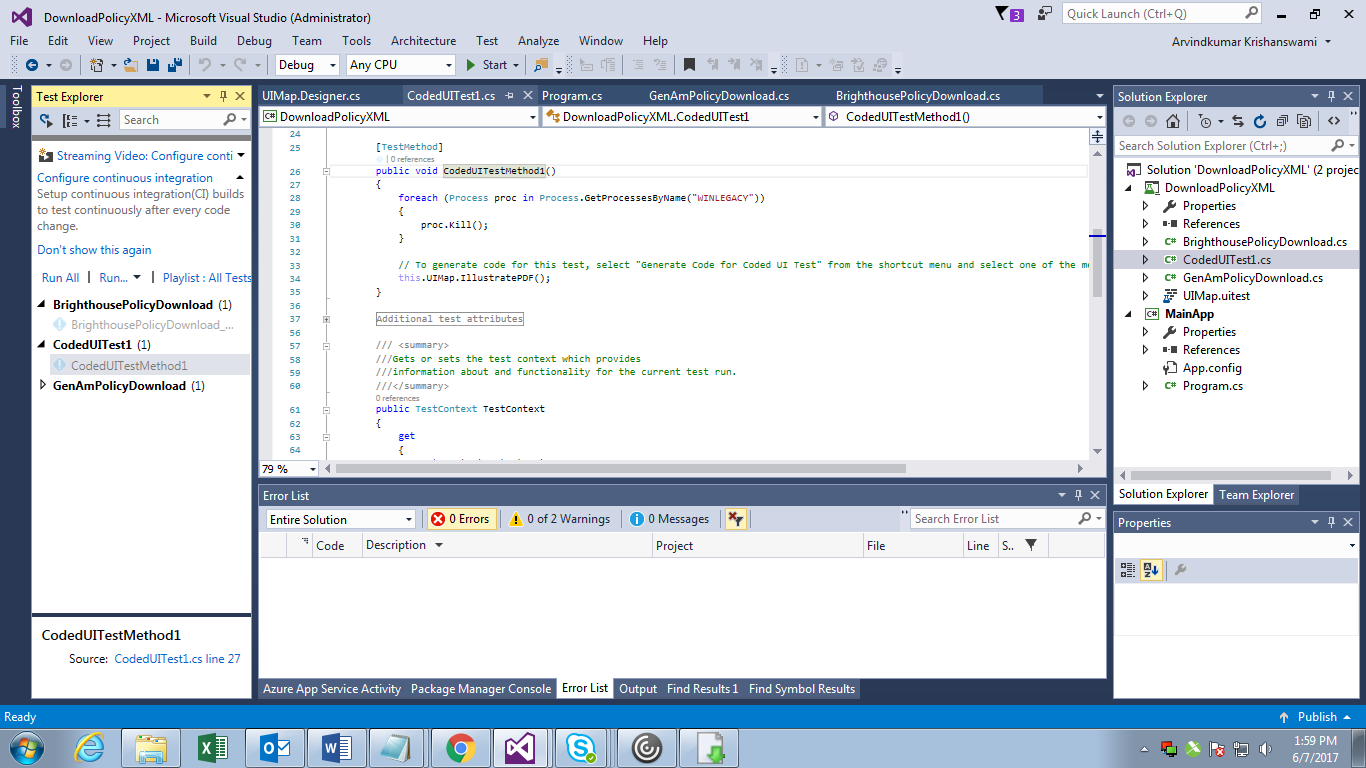 DownloadPolicyXML - Microsoft Visual Studio (Administrator)
3
Quick Launch (Ctrl+Q)
File Edit View Project Build Debug Team Tools Architecture Test Analyze Window Help
Arvindkumar Krishanswami
Debug Any CPU Start
Toolbox
Test Explorer
Search
Streaming Video: Configure conti
Configure continuous integration
Setup continuous integration(CI) builds
to test continuously after every code
change.
Don't show this again
Run All | Run... | Playlist : All Tests
BrighthousePolicyDownload (1)
BrighthousePolicyDownload_...
CodedUITest1 (1)
CodedUITestMethod1
GenAmPolicyDownload (1)
CodedUITestMethod1
Source: CodedUITest1.cs line 27
UIMap.Designer.cs CodedUITest1.cs Program.cs GenAmPolicyDownload.cs BrighthousePolicyDownload.cs
C# DownloadPolicyXML DownloadPolicyXML.CodedUITest1 CodedUITestMethod1()
24
25 [TestMethod]
| 0 references
26 public void CodedUITestMethod1()
27 {
28 foreach (Process proc in Process.GetProcessesByName("WINLEGACY"))
29 {
30 proc.Kill();
31 }
32
33 // To generate code for this test, select "Generate Code for Coded UI Test" from the shortcut menu and select one of the me
34 this.UIMap.IllustratePDF();
35 }
36
37 Additional test attributes
56
57 /// <summary>
58 ///Gets or sets the test context which provides
59 ///information about and functionality for the current test run.
60 ///</summary>
0 references
61 public TestContext TestContext
62 {
63 get
64 {
79 %
Error List
Entire Solution 0 Errors 0 of 2 Warnings 0 Messages Search Error List
Code Description Project File Line S..
Azure App Service Activity Package Manager Console Error List Output Find Results 1 Find Symbol Results
Solution Explorer
Search Solution Explorer (Ctrl+;)
Solution 'DownloadPolicyXML' (2 projec
DownloadPolicyXML
Properties
References
C# BrighthousePolicyDownload.cs
C# CodedUITest1.cs
C# GenAmPolicyDownload.cs
UIMap.uitest
C# MainApp
Properties
References
App.config
C# Program.cs
Solution Explorer Team Explorer
Properties
Ready
Publish
1:59 PM
6/7/2017